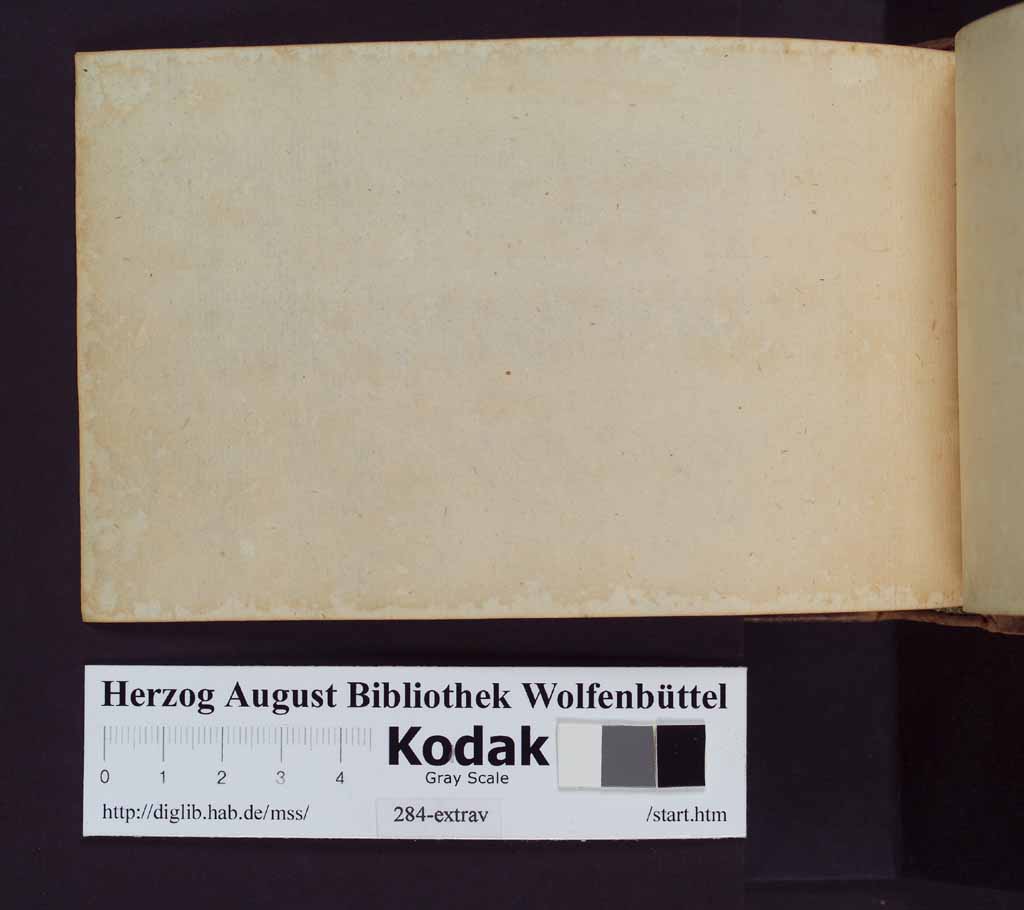 Herzog August Bibliothek Wolfenbüttel
Kodak
Gray Scale
0 1 2 3 4
http://diglib.hab.de/mss/ 284-extrav /start.htm